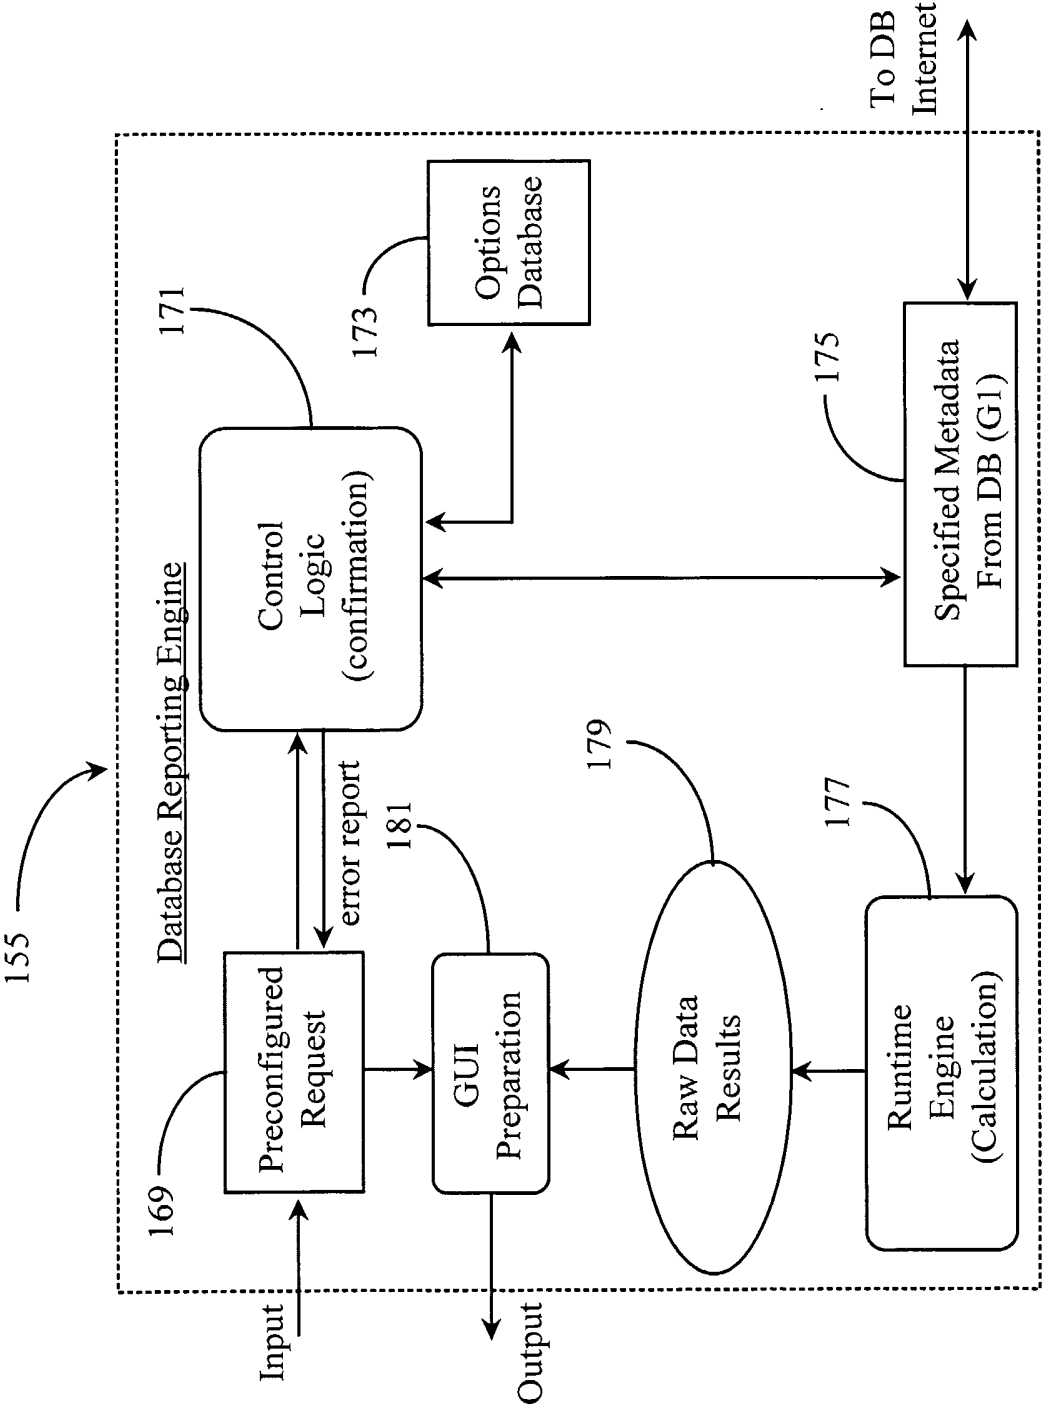 155
Database Reporting Engine
Input
169
Preconfigured
Request
error report
171
Control
Logic
(confirmation)
173
Options
Database
Output
181
GUI
Preparation
179
Raw Data
Results
177
Runtime
Engine
(Calculation)
175
Specified Metadata
From DB (G1)
To DB
Internet